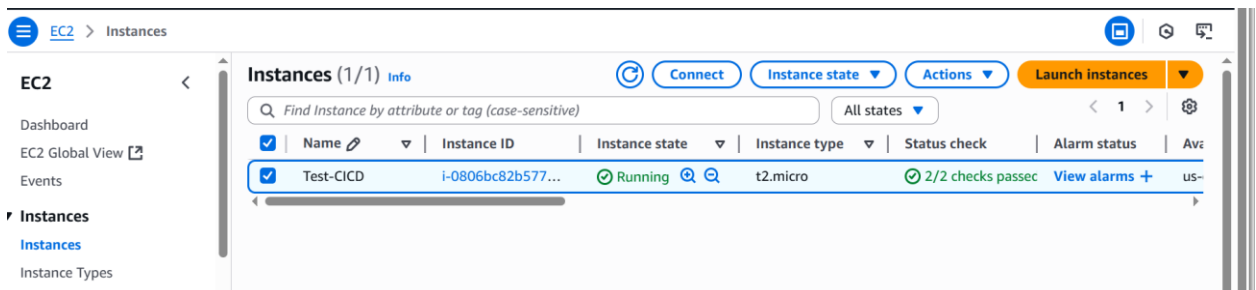 EC2 > Instances
EC2
Dashboard
EC2 Global View
Events
Instances
Instances
Instance Types
Instances (1/1) Info
Connect
Instance state
Actions
Launch instances
Find Instance by attribute or tag (case-sensitive)
All states
< 1 >
Name Instance ID Instance state Instance type Status check Alarm status Ava
Test-CICD i-0806bc82b577... Running t2.micro 2/2 checks passec View alarms + us-